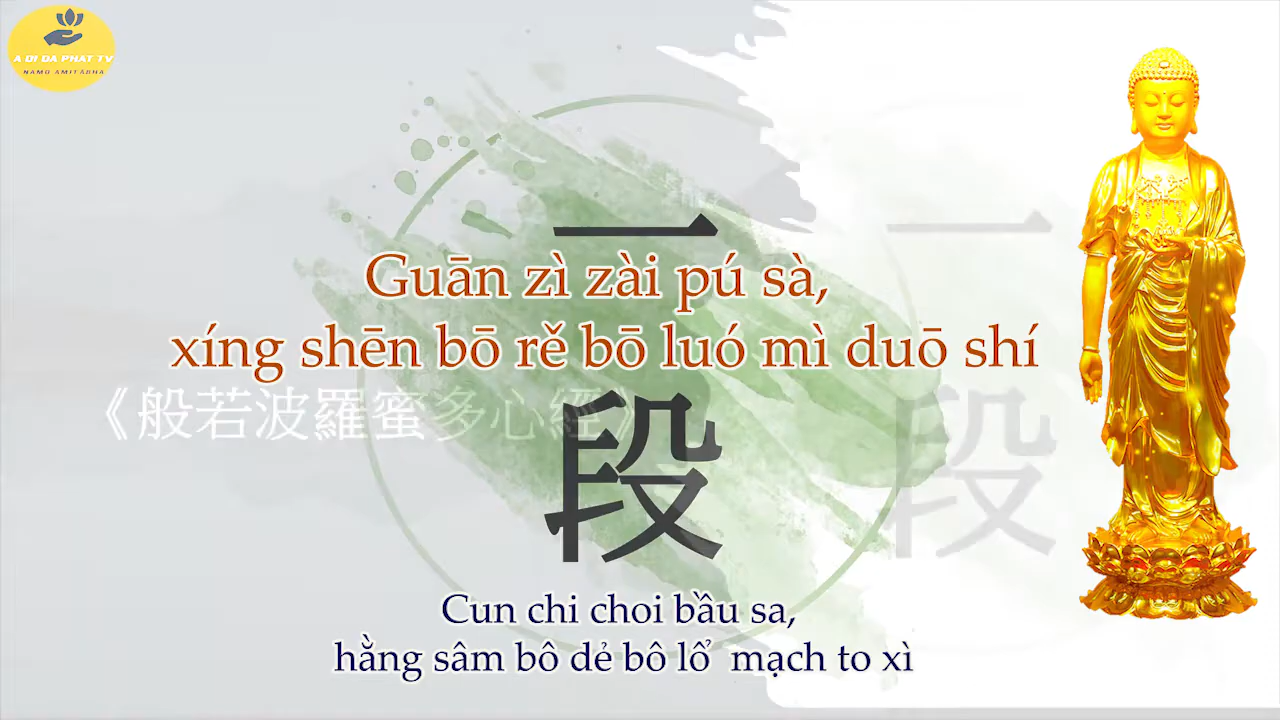 A DI DA PHAT TV
NAMO AMITABHA
一
Guān zì zài pú sà,
xíng shēn bō rě bō luó mì duō shí
《般若波羅蜜多心經》
段
一
段
Cun chi choi bầu sa,
hằng sâm bô dẻ bô lổ mạch to xì